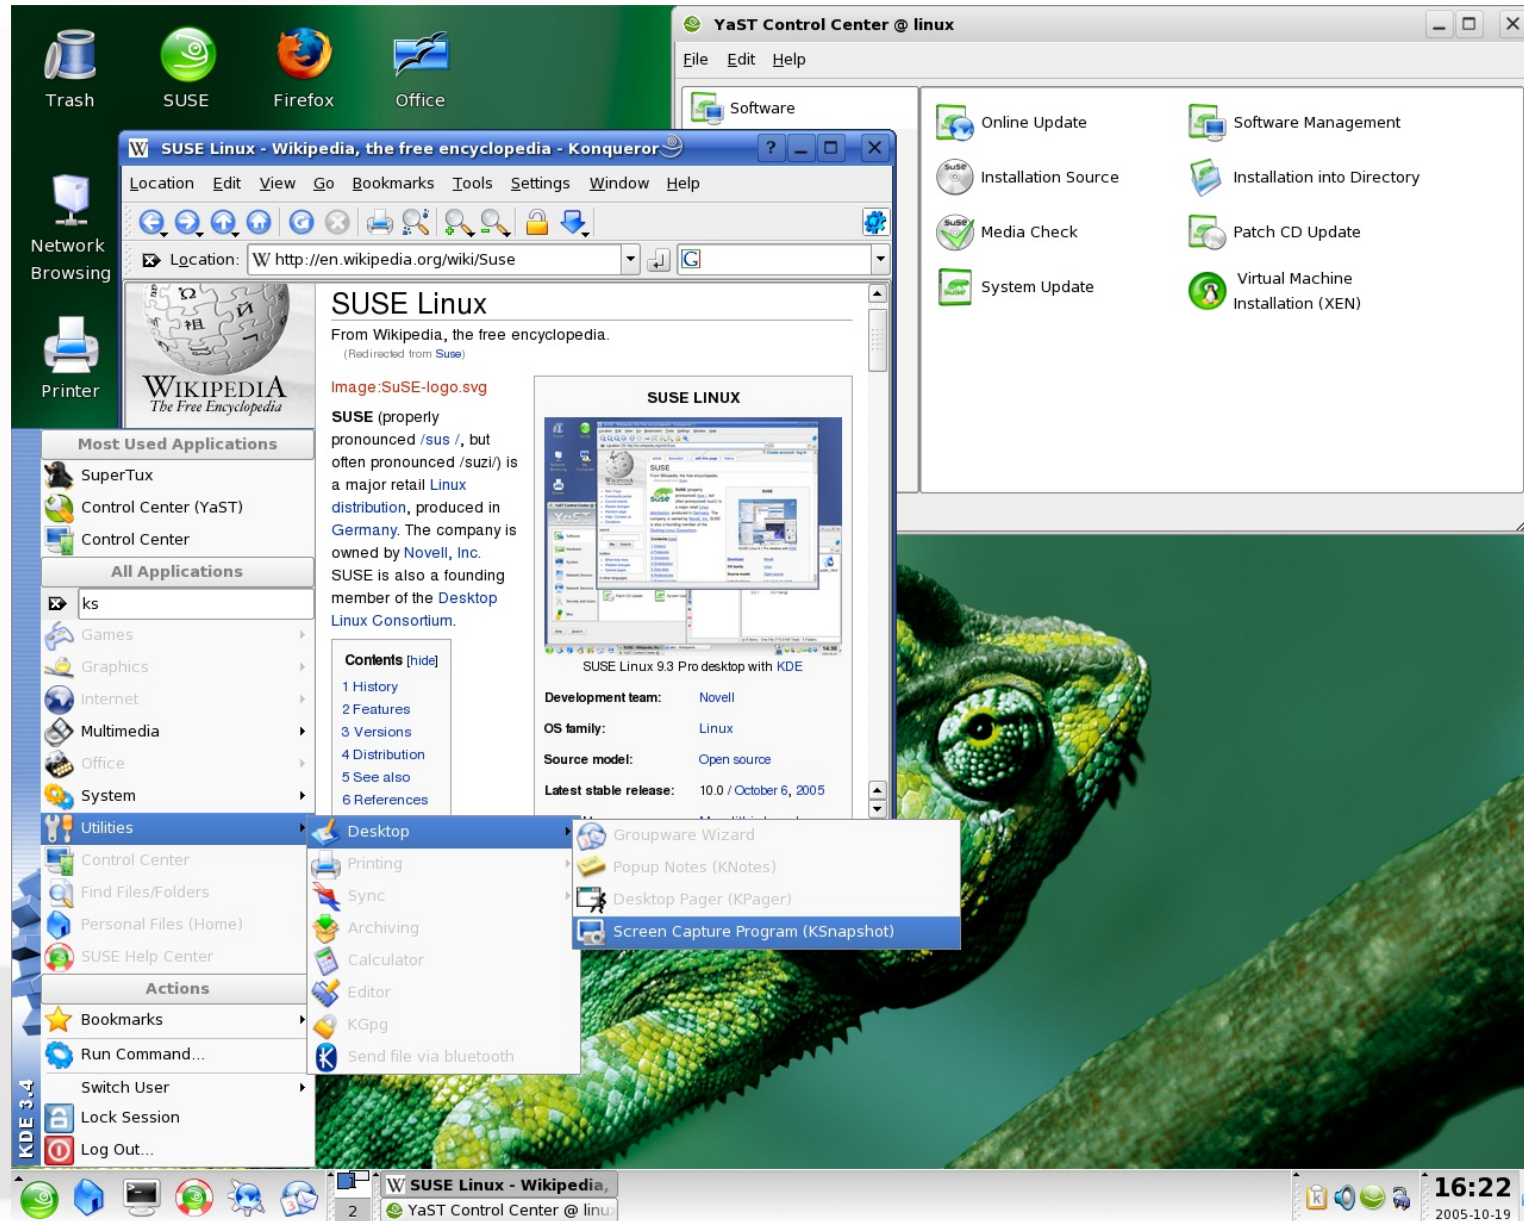 Trash
SUSE
Firefox
Office
Network
Browsing
Printer
YaST Control Center @ linux
File Edit Help
Software
Online Update
Software Management
Installation Source
Installation into Directory
Media Check
Patch CD Update
System Update
Virtual Machine
Installation (XEN)
SUSE Linux - Wikipedia, the free encyclopedia - Konqueror
Location Edit View Go Bookmarks Tools Settings Window Help
Location: W http://en.wikipedia.org/wiki/Suse
WIKIPEDIA
The Free Encyclopedia
SUSE Linux
From Wikipedia, the free encyclopedia.
(Redirected from Suse)
Image:SuSE-logo.svg
SUSE (properly
pronounced /sus /, but
often pronounced /suzi/) is
a major retail Linux
distribution, produced in
Germany. The company is
owned by Novell, Inc.
SUSE is also a founding
member of the Desktop
Linux Consortium.
Contents [hide]
1 History
2 Features
3 Versions
4 Distribution
5 See also
6 References
SUSE LINUX
SUSE Linux 9.3 Pro desktop with KDE
Development team: Novell
OS family: Linux
Source model: Open source
Latest stable release: 10.0 / October 6, 2005
Most Used Applications
SuperTux
Control Center (YaST)
Control Center
All Applications
ks
Games
Graphics
Internet
Multimedia
Office
System
Utilities
Control Center
Find Files/Folders
Personal Files (Home)
SUSE Help Center
Actions
Bookmarks
Run Command...
Switch User
Lock Session
Log Out...
KDE 3.4
Desktop
Printing
Sync
Archiving
Calculator
Editor
KGpg
Send file via bluetooth
Groupware Wizard
Popup Notes (KNotes)
Desktop Pager (KPager)
Screen Capture Program (KSnapshot)
2
W SUSE Linux - Wikipedia,
YaST Control Center @ linux
16:22
2005-10-19